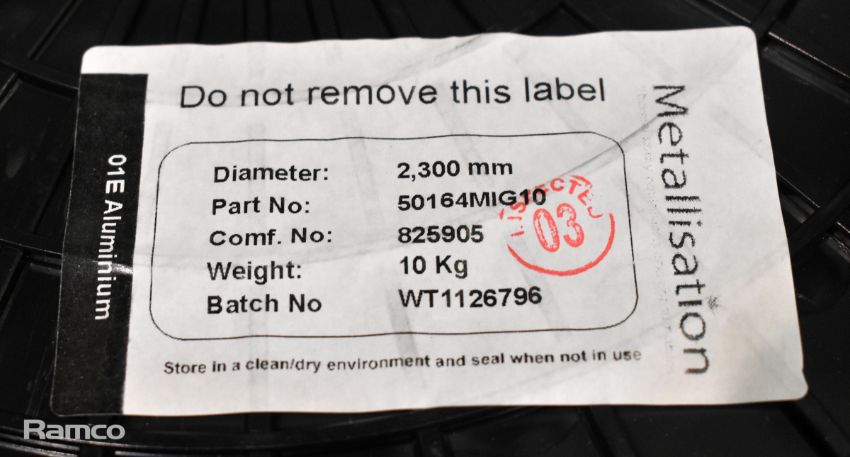 Do not remove this label
01E Aluminium
Diameter: 2,300 mm
Part No: 50164MIG10
Comf. No: 825905
Weight: 10 Kg
Batch No WT1126796
INSPECTED
03
Store in a clean/dry environment and seal when not in use
Metallisation
Ramco